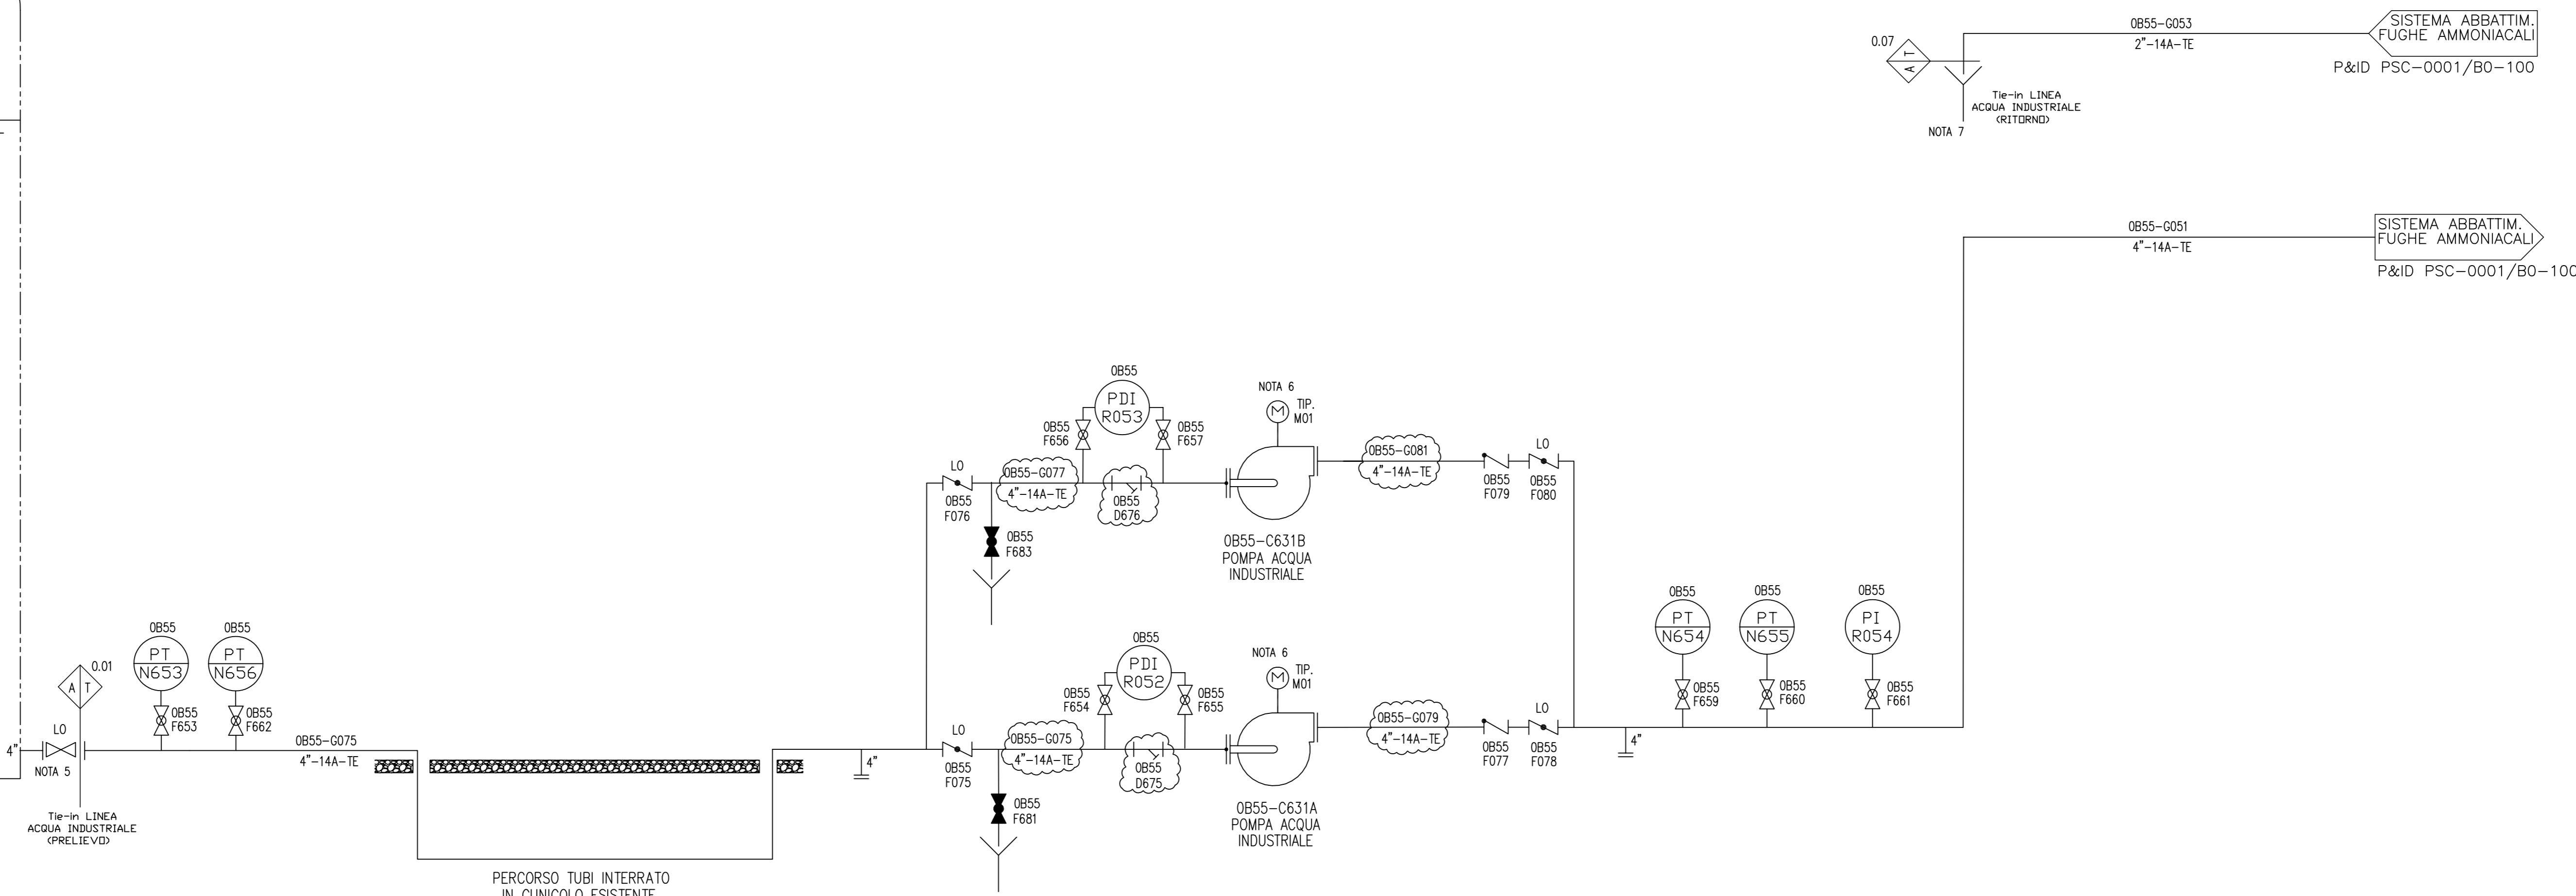 0B55-G053
2"-14A-TE
SISTEMA ABBATTIM.
FUGHE AMMONIACALI
P&ID PSC-0001/B0-100
0.07
A T
Tie-in LINEA
ACQUA INDUSTRIALE
(RITORNO)
NOTA 7
0B55-G051
4"-14A-TE
SISTEMA ABBATTIM.
FUGHE AMMONIACALI
P&ID PSC-0001/B0-100
0B55
PDI
R053
0B55
F656
0B55
F657
NOTA 6
M
TIP.
M01
LO
0B55
F076
0B55-G077
4"-14A-TE
0B55
D676
0B55-G081
4"-14A-TE
0B55
F079
LO
0B55
F080
0B55
F683
0B55-C631B
POMPA ACQUA
INDUSTRIALE
0B55
PT
N653
0B55
F653
0B55
PT
N656
0B55
F662
0.01
A T
LO
4"
NOTA 5
Tie-in LINEA
ACQUA INDUSTRIALE
(PRELIEVO)
0B55-G075
4"-14A-TE
PERCORSO TUBI INTERRATO
IN CUNICOLO ESISTENTE
4"
LO
0B55
F075
0B55-G075
4"-14A-TE
0B55
F681
0B55
PDI
R052
0B55
F654
0B55
F655
0B55
D675
NOTA 6
M
TIP.
M01
0B55-C631A
POMPA ACQUA
INDUSTRIALE
0B55-G079
4"-14A-TE
0B55
F077
LO
0B55
F078
4"
0B55
PT
N654
0B55
F659
0B55
PT
N655
0B55
F660
0B55
PI
R054
0B55
F661